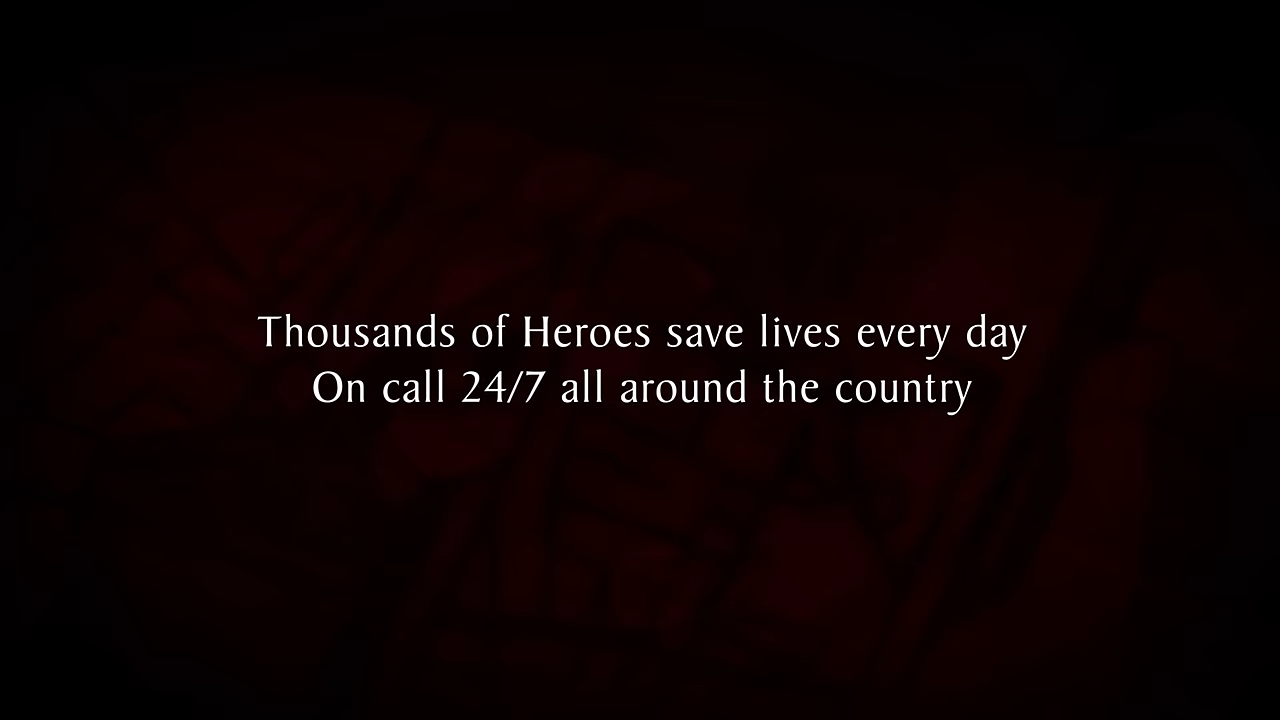 Thousands of Heroes save lives every day
On call 24/7 all around the country